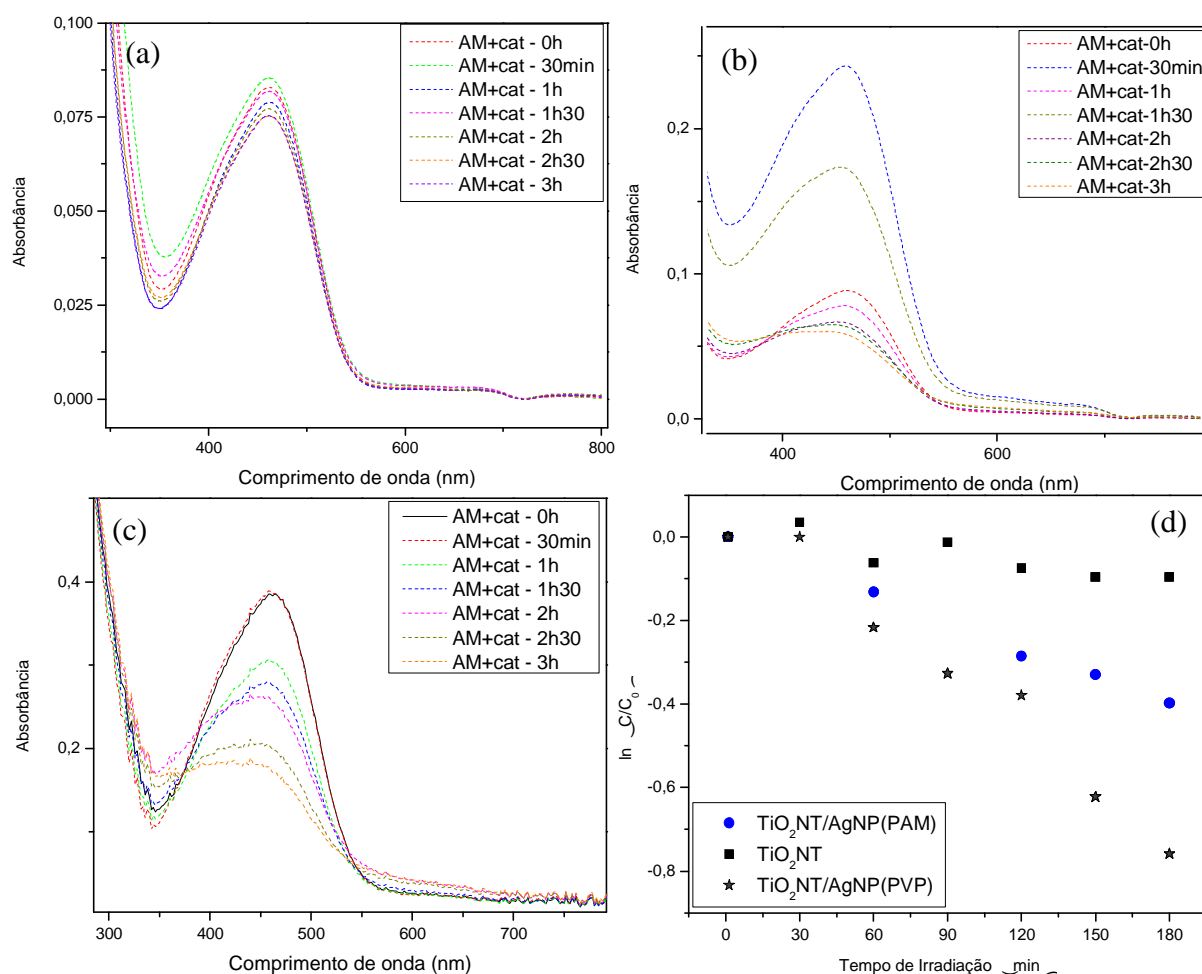 (a)
Absorbância
0,100
0,075
0,050
0,025
0,000
400
600
800
Comprimento de onda (nm)
AM+cat - 0h
AM+cat - 30min
AM+cat - 1h
AM+cat - 1h30
AM+cat - 2h
AM+cat - 2h30
AM+cat - 3h
(b)
Absorbância
0,2
0,1
0,0
400
600
Comprimento de onda (nm)
AM+cat-0h
AM+cat-30min
AM+cat-1h
AM+cat-1h30
AM+cat-2h
AM+cat-2h30
AM+cat-3h
(c)
Absorbância
0,4
0,2
300
400
500
600
700
Comprimento de onda (nm)
AM+cat - 0h
AM+cat - 30min
AM+cat - 1h
AM+cat - 1h30
AM+cat - 2h
AM+cat - 2h30
AM+cat - 3h
(d)
ln C/C0
0,0
-0,2
-0,4
-0,6
-0,8
TiO2NT/AgNP(PAM)
TiO2NT
TiO2NT/AgNP(PVP)
0
30
60
90
120
150
180
Tempo de Irradiação min